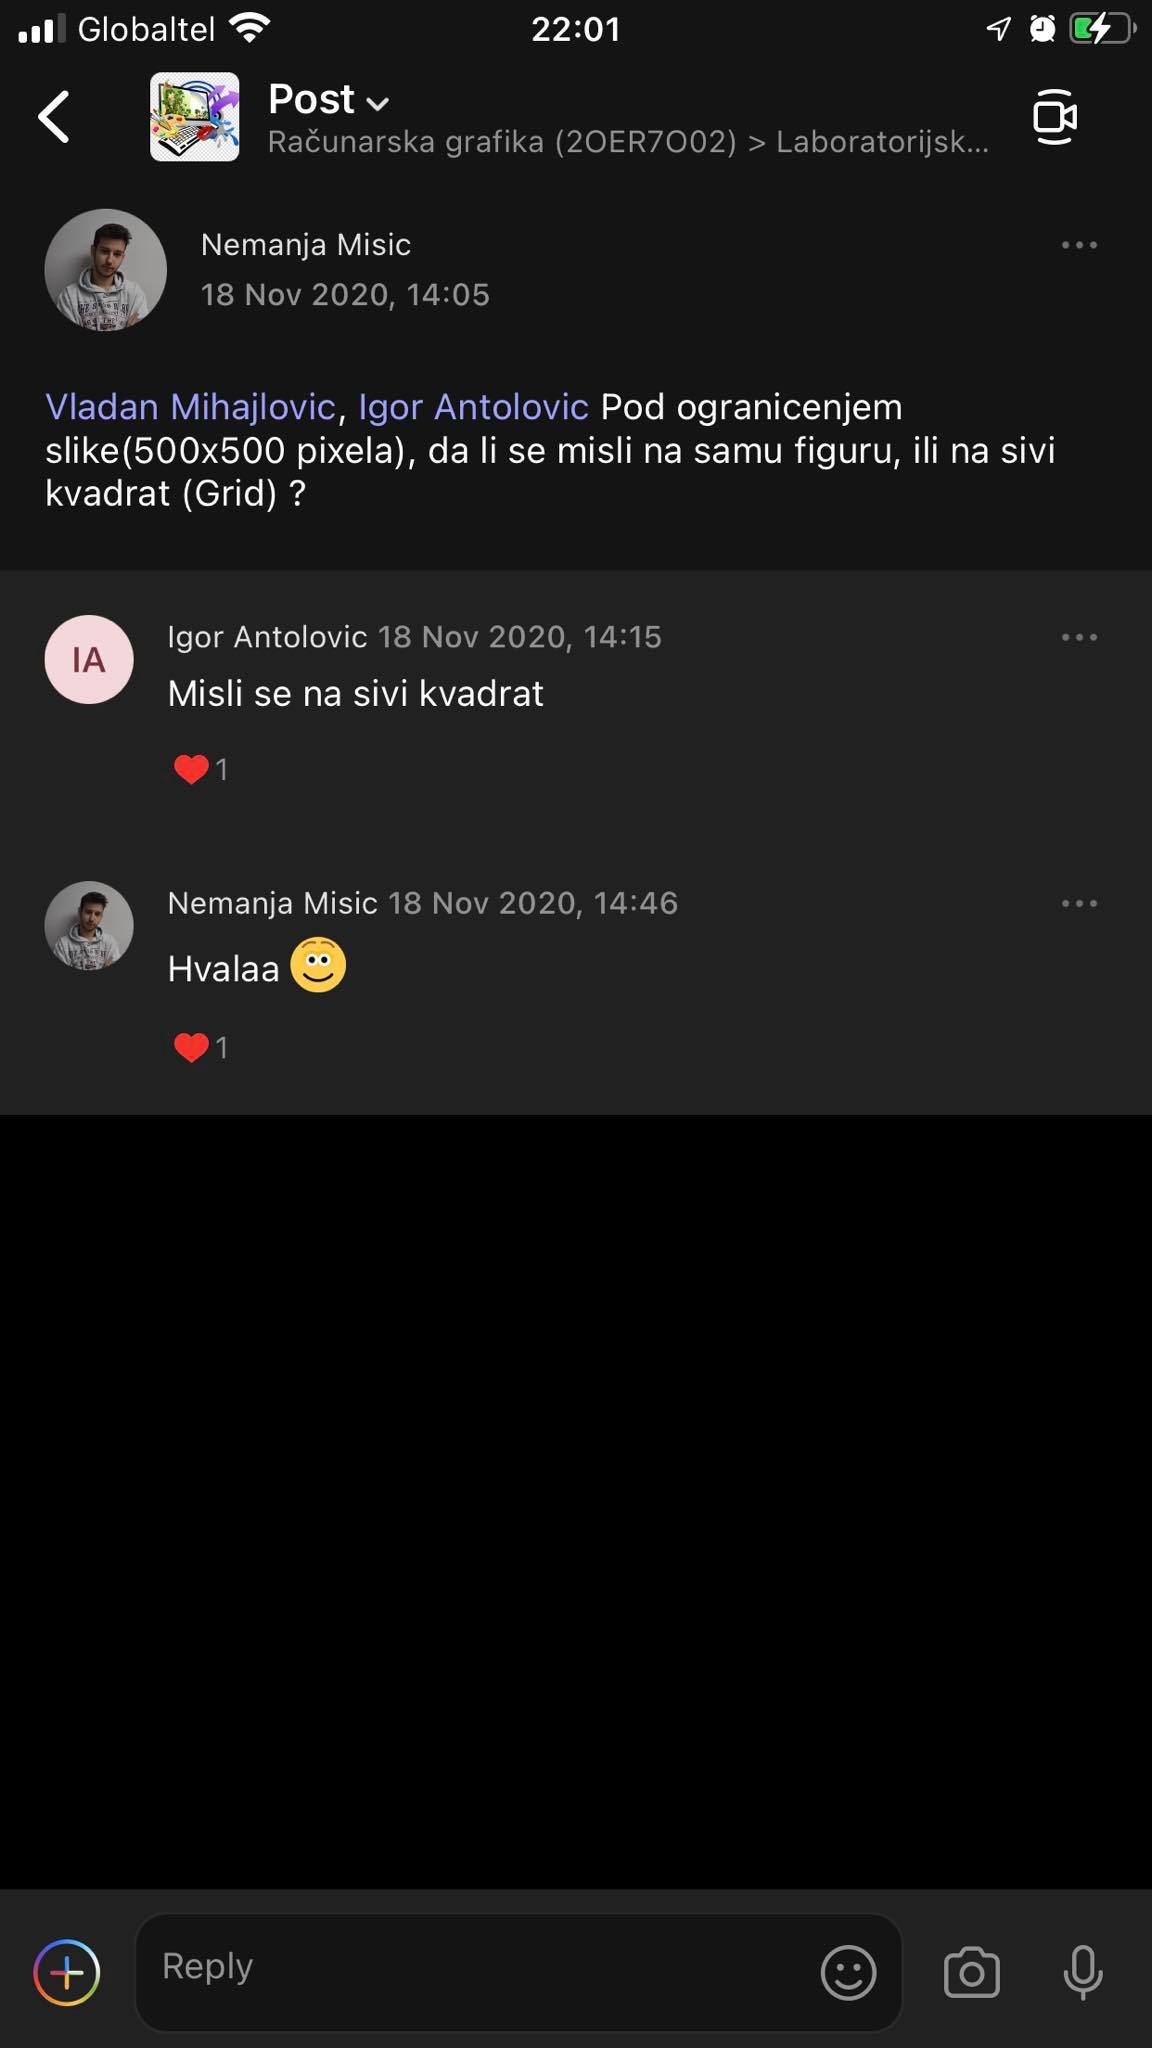 Globaltel 22:01
Post
Računarska grafika (2OER7O02) > Laboratorijsk...
Nemanja Misic
18 Nov 2020, 14:05
Vladan Mihajlovic, Igor Antolovic Pod ogranicenjem
slike(500x500 pixela), da li se misli na samu figuru, ili na sivi
kvadrat (Grid) ?
IA
Igor Antolovic 18 Nov 2020, 14:15
Misli se na sivi kvadrat
1
Nemanja Misic 18 Nov 2020, 14:46
Hvalaa
1
Reply